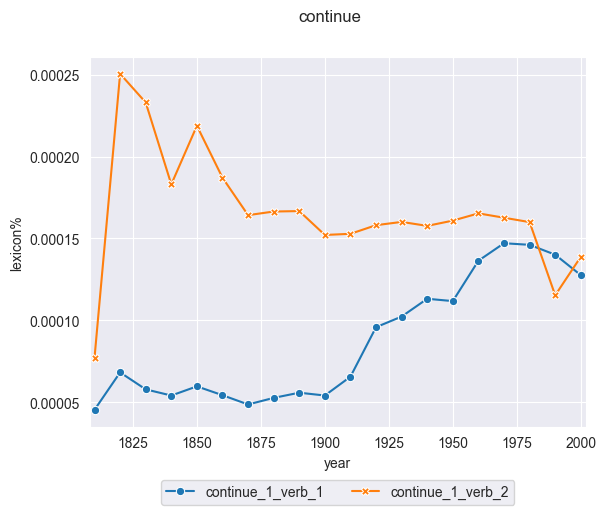 continue
0.00025
0.00020
0.00015
0.00010
0.00005
lexicon%
1825 1850 1875 1900 1925 1950 1975 2000
year
continue_1_verb_1 continue_1_verb_2